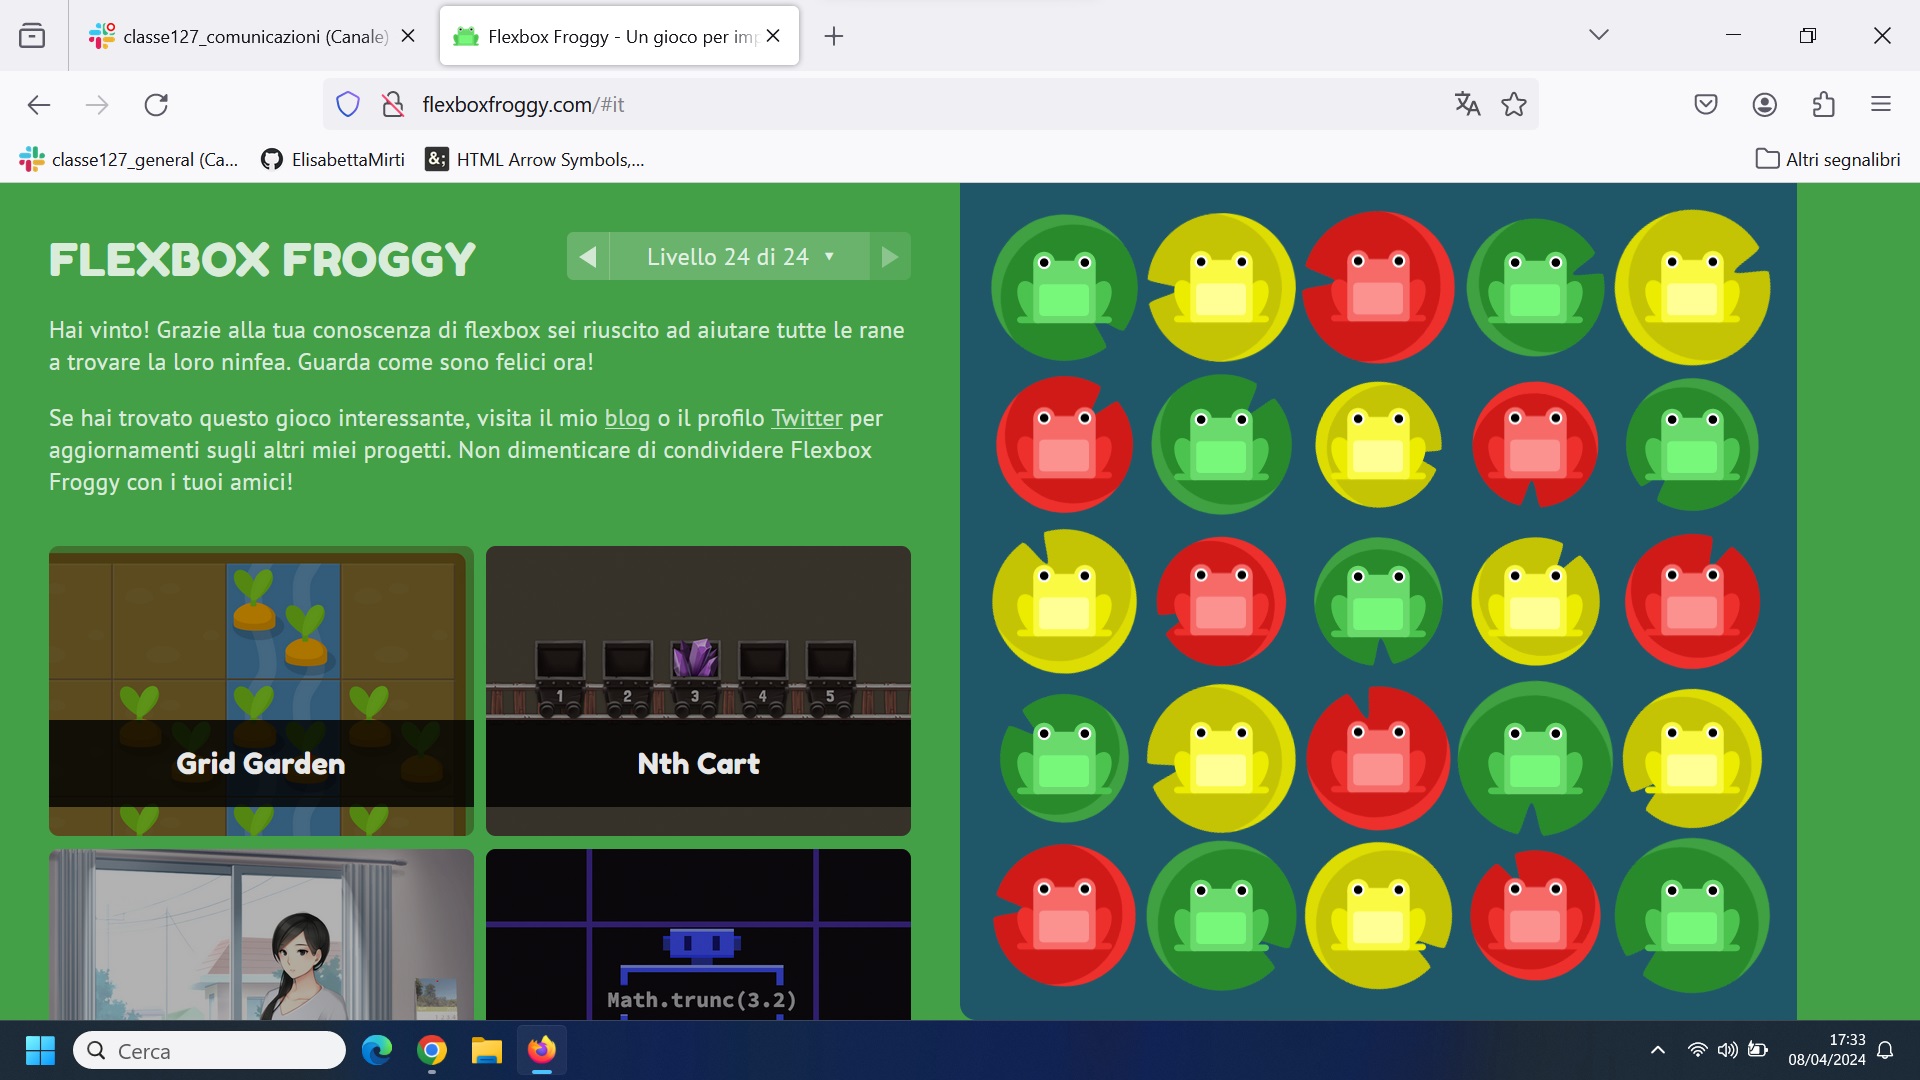 classe127_comunicazioni (Canale)
Flexbox Froggy - Un gioco per im
flexboxfroggy.com/#it
classe127_general (Ca...
ElisabettaMirti
&;
HTML Arrow Symbols,...
Altri segnalibri
FLEXBOX FROGGY
Livello 24 di 24
Hai vinto! Grazie alla tua conoscenza di flexbox sei riuscito ad aiutare tutte le rane
a trovare la loro ninfea. Guarda come sono felici ora!
Se hai trovato questo gioco interessante, visita il mio blog o il profilo Twitter per
aggiornamenti sugli altri miei progetti. Non dimenticare di condividere Flexbox
Froggy con i tuoi amici!
1 2 3 4 5
Grid Garden
Nth Cart
Math.trunc(3.2)
Cerca
17:33
08/04/2024